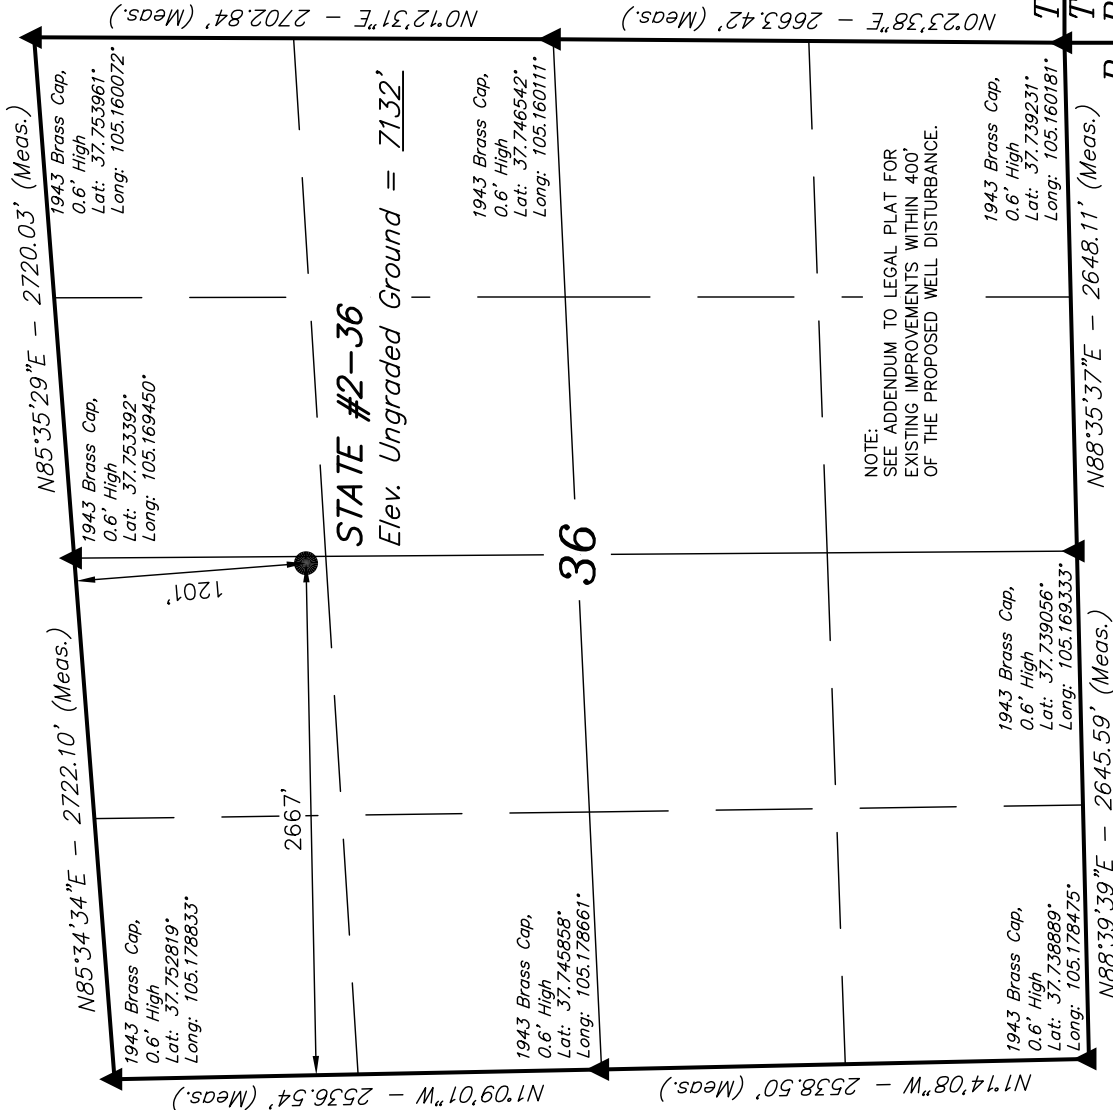 N85°34'34"E – 2722.10' (Meas.)
N85°35'29"E – 2720.03' (Meas.)
1943 Brass Cap,
0.6' High
Lat: 37.752819°
Long: 105.178833°
1943 Brass Cap,
0.6' High
Lat: 37.753392°
Long: 105.169450°
1943 Brass Cap,
0.6' High
Lat: 37.753961°
Long: 105.160072°
N0°12'31"E – 2702.84' (Meas.)
1201'
2667'
STATE #2-36
Elev. Ungraded Ground = 7132'
N1°09'01"W – 2536.54' (Meas.)
1943 Brass Cap,
0.6' High
Lat: 37.745858°
Long: 105.178661°
36
1943 Brass Cap,
0.6' High
Lat: 37.746542°
Long: 105.160111°
N0°23'38"E – 2663.42' (Meas.)
NOTE:
SEE ADDENDUM TO LEGAL PLAT FOR
EXISTING IMPROVEMENTS WITHIN 400'
OF THE PROPOSED WELL DISTURBANCE.
N1°14'08"W – 2538.50' (Meas.)
1943 Brass Cap,
0.6' High
Lat: 37.738889°
Long: 105.178475°
1943 Brass Cap,
0.6' High
Lat: 37.739056°
Long: 105.169333°
1943 Brass Cap,
0.6' High
Lat: 37.739231°
Long: 105.160181°
N88°39'39"E – 2645.59' (Meas.)
N88°35'37"E – 2648.11' (Meas.)
T
T